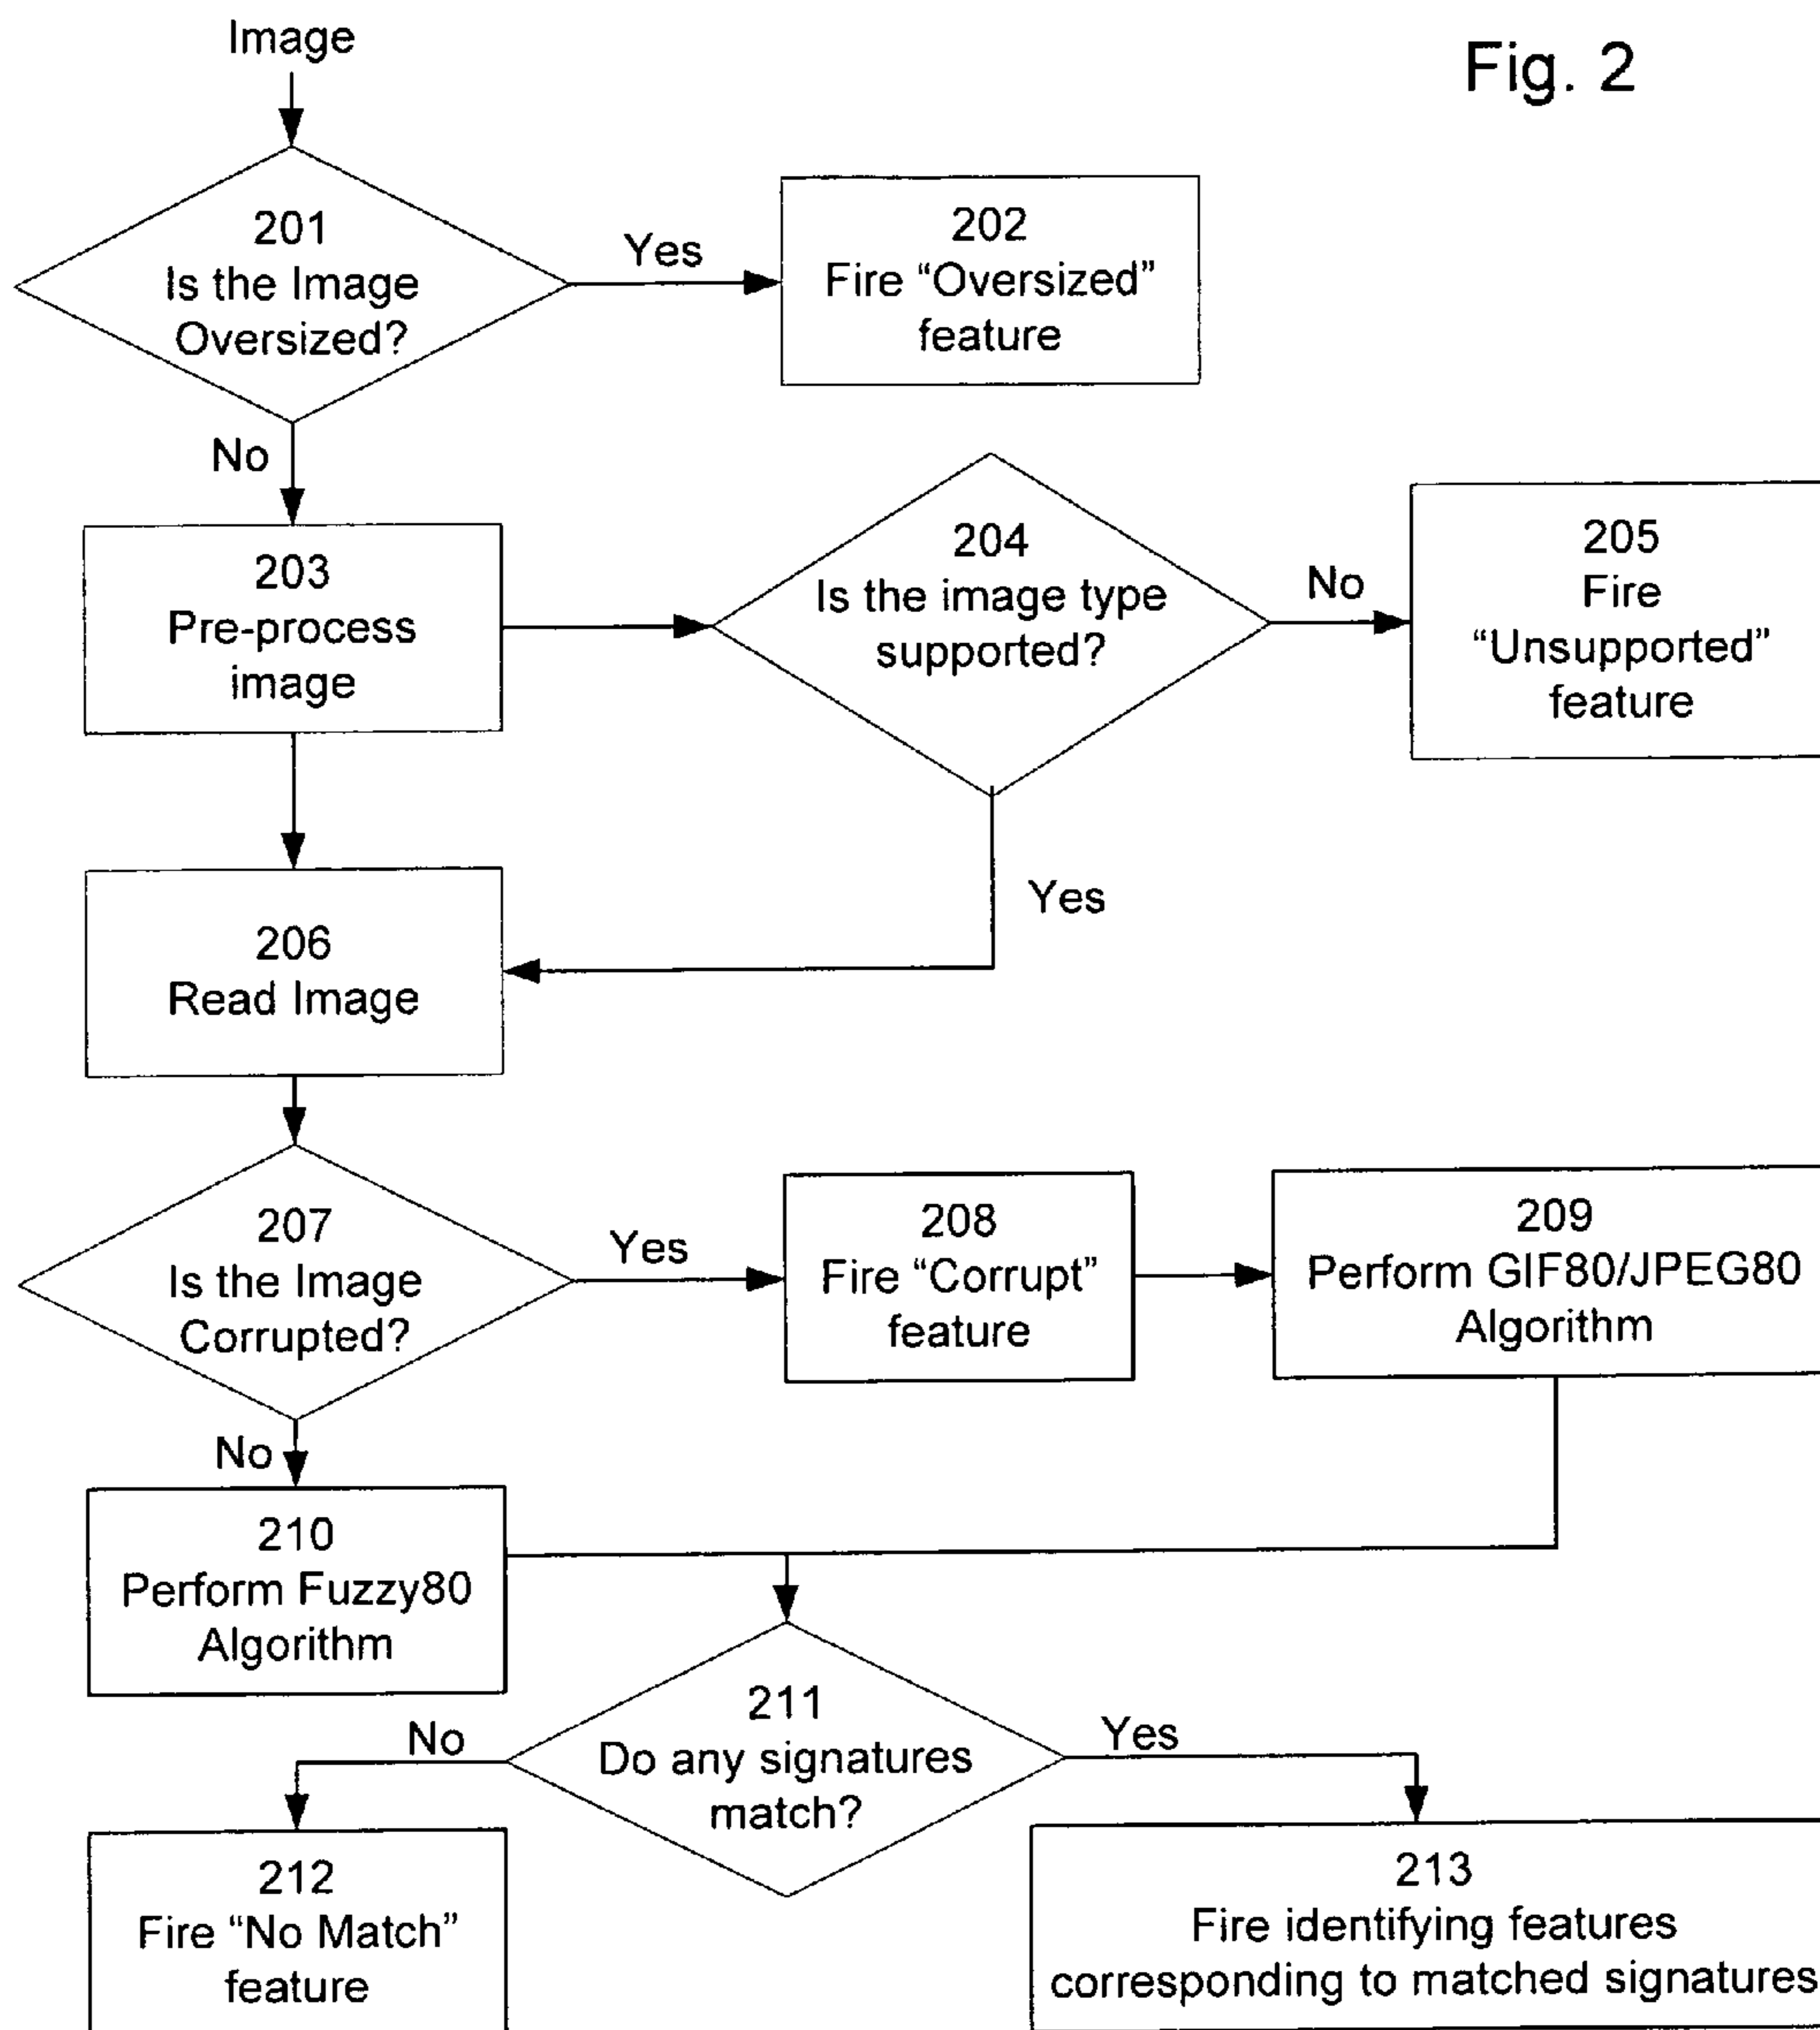 Image
Fig. 2
201
Is the Image
Oversized?
Yes
202
Fire “Oversized”
feature
No
203
Pre-process
image
204
Is the image type
supported?
No
205
Fire
“Unsupported”
feature
Yes
206
Read Image
207
Is the Image
Corrupted?
Yes
208
Fire “Corrupt”
feature
209
Perform GIF80/JPEG80
Algorithm
No
210
Perform Fuzzy80
Algorithm
211
Do any signatures
match?
No
Yes
212
Fire “No Match”
feature
213
Fire identifying features
corresponding to matched signatures